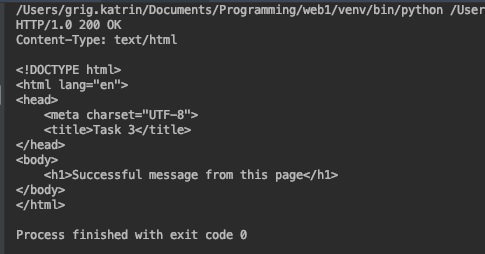 /Users/grig.katrin/Documents/Programming/web1/venv/bin/python /User
HTTP/1.0 200 OK
Content-Type: text/html

<!DOCTYPE html>
<html lang="en">
<head>
    <meta charset="UTF-8">
    <title>Task 3</title>
</head>
<body>
    <h1>Successful message from this page</h1>
</body>
</html>

Process finished with exit code 0